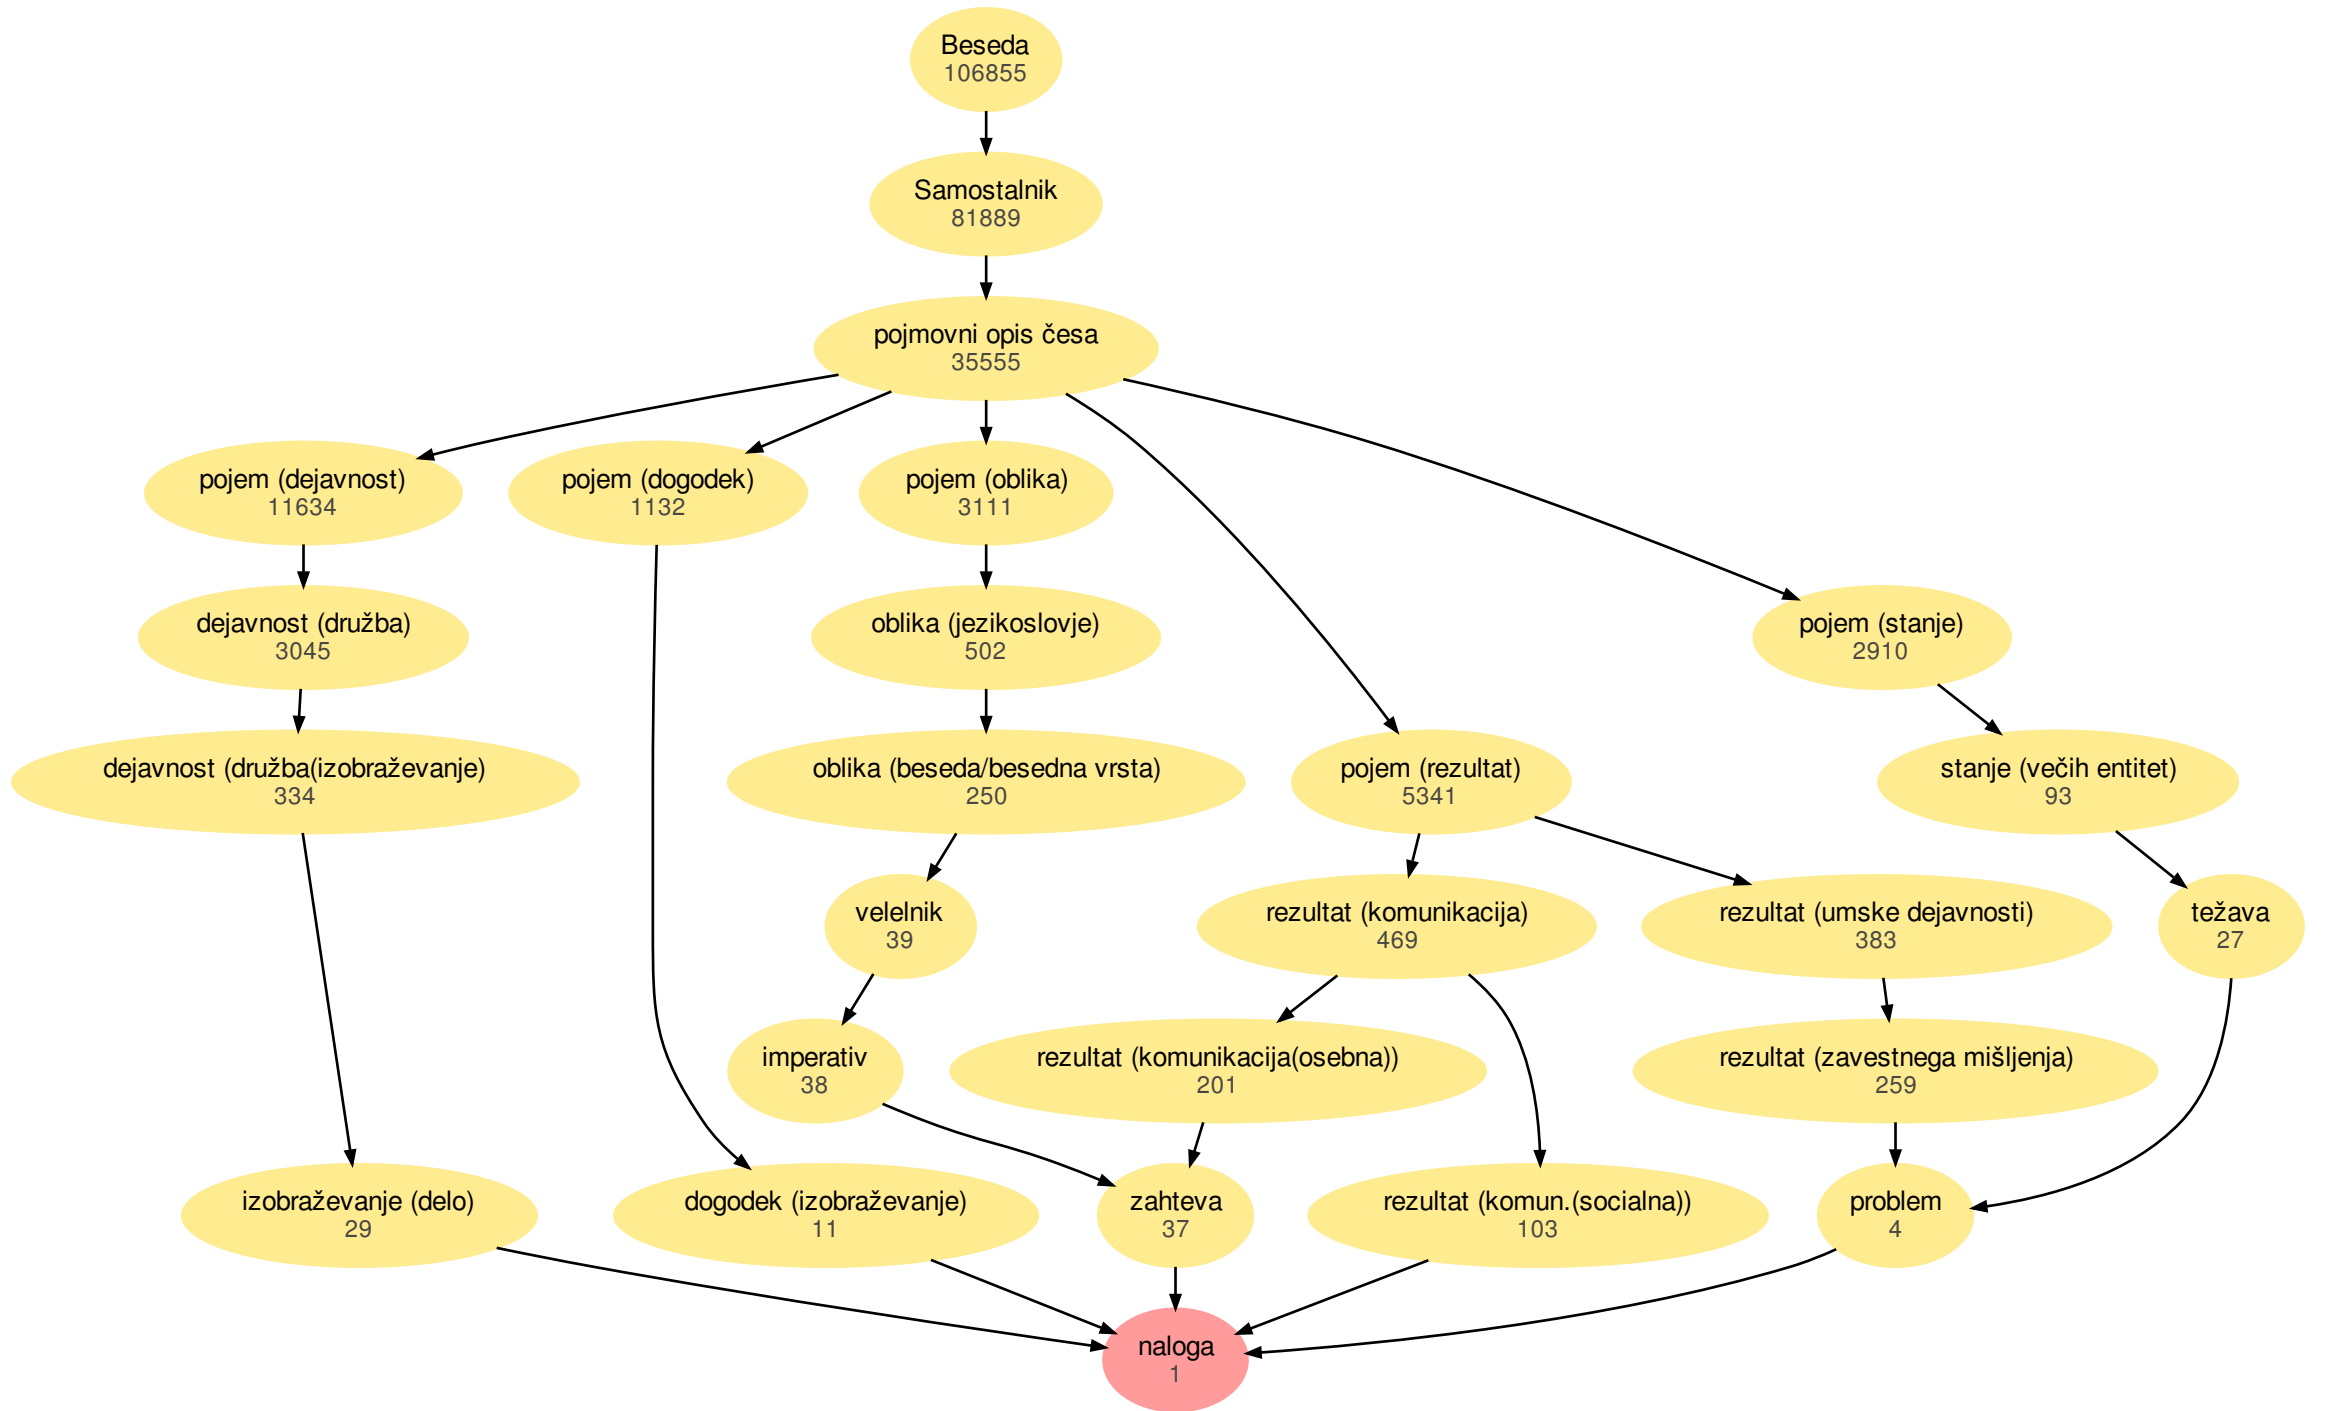 Beseda
106855
Samostalnik
81889
pojmovni opis česa
35555
pojem (dejavnost)
11634
pojem (dogodek)
1132
pojem (oblika)
3111
dejavnost (družba)
3045
oblika (jezikoslovje)
502
pojem (stanje)
2910
dejavnost (družba(izobraževanje)
334
oblika (beseda/besedna vrsta)
250
pojem (rezultat)
5341
stanje (večih entitet)
93
velelnik
39
rezultat (komunikacija)
469
rezultat (umske dejavnosti)
383
težava
27
imperativ
38
rezultat (komunikacija(osebna))
201
rezultat (zavestnega mišljenja)
259
izobraževanje (delo)
29
dogodek (izobraževanje)
11
zahteva
37
rezultat (komun.(socialna))
103
problem
4
naloga
1